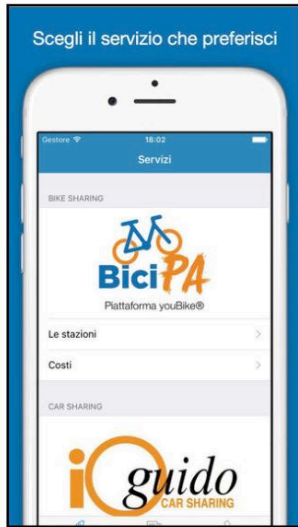 Scegli il servizio che preferisci
Gestore 18:02
Servizi
BIKE SHARING
BiciPA
Piattaforma youBike®
Le stazioni
Costi
CAR SHARING
iO guido
CAR SHARING